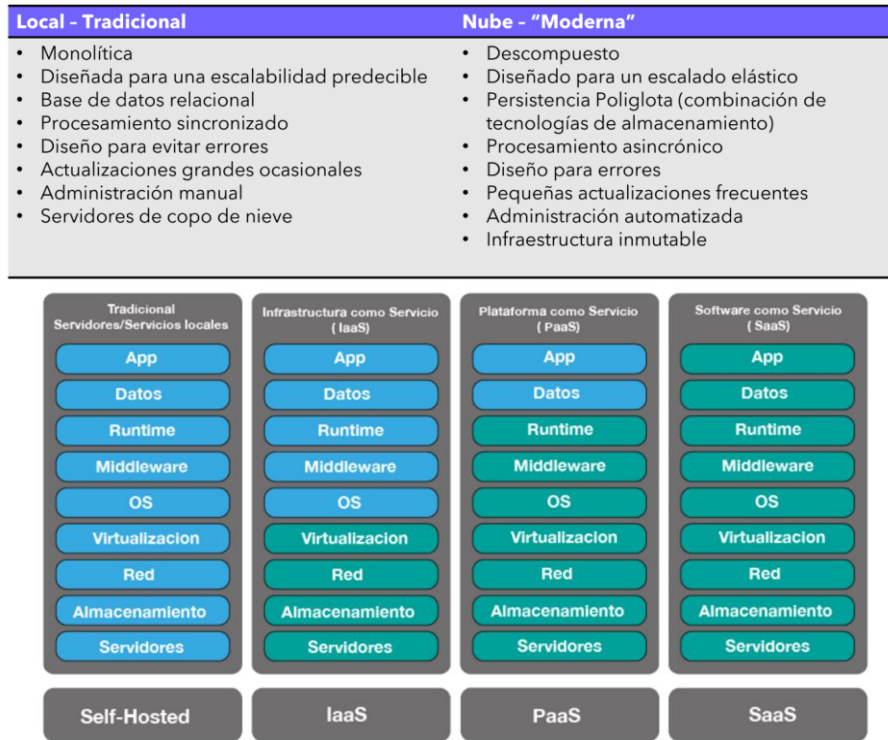 Local – Tradicional
• Monolítica
• Diseñada para una escalabilidad predecible
• Base de datos relacional
• Procesamiento sincronizado
• Diseño para evitar errores
• Actualizaciones grandes ocasionales
• Administración manual
• Servidores de copo de nieve
Nube – “Moderna”
• Descompuesto
• Diseñado para un escalado elástico
• Persistencia Poliglota (combinación de
tecnologías de almacenamiento)
• Procesamiento asincrónico
• Diseño para errores
• Pequeñas actualizaciones frecuentes
• Administración automatizada
• Infraestructura inmutable
Tradicional
Servidores/Servicios locales
App
Datos
Runtime
Middleware
OS
Virtualizacion
Red
Almacenamiento
Servidores
Self-Hosted
Infrastructura como Servicio
( IaaS)
App
Datos
Runtime
Middleware
OS
Virtualizacion
Red
Almacenamiento
Servidores
IaaS
Plataforma como Servicio
( PaaS)
App
Datos
Runtime
Middleware
OS
Virtualizacion
Red
Almacenamiento
Servidores
PaaS
Software como Servicio
( SaaS)
App
Datos
Runtime
Middleware
OS
Virtualizacion
Red
Almacenamiento
Servidores
SaaS